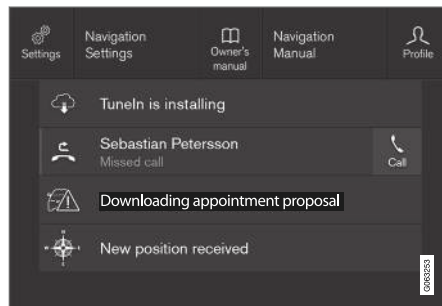 Settings
Navigation
Settings
Owner's
manual
Navigation
Manual
Profile
TuneIn is installing
Sebastian Petersson
Missed call
Call
Downloading appointment proposal
New position received
G063253